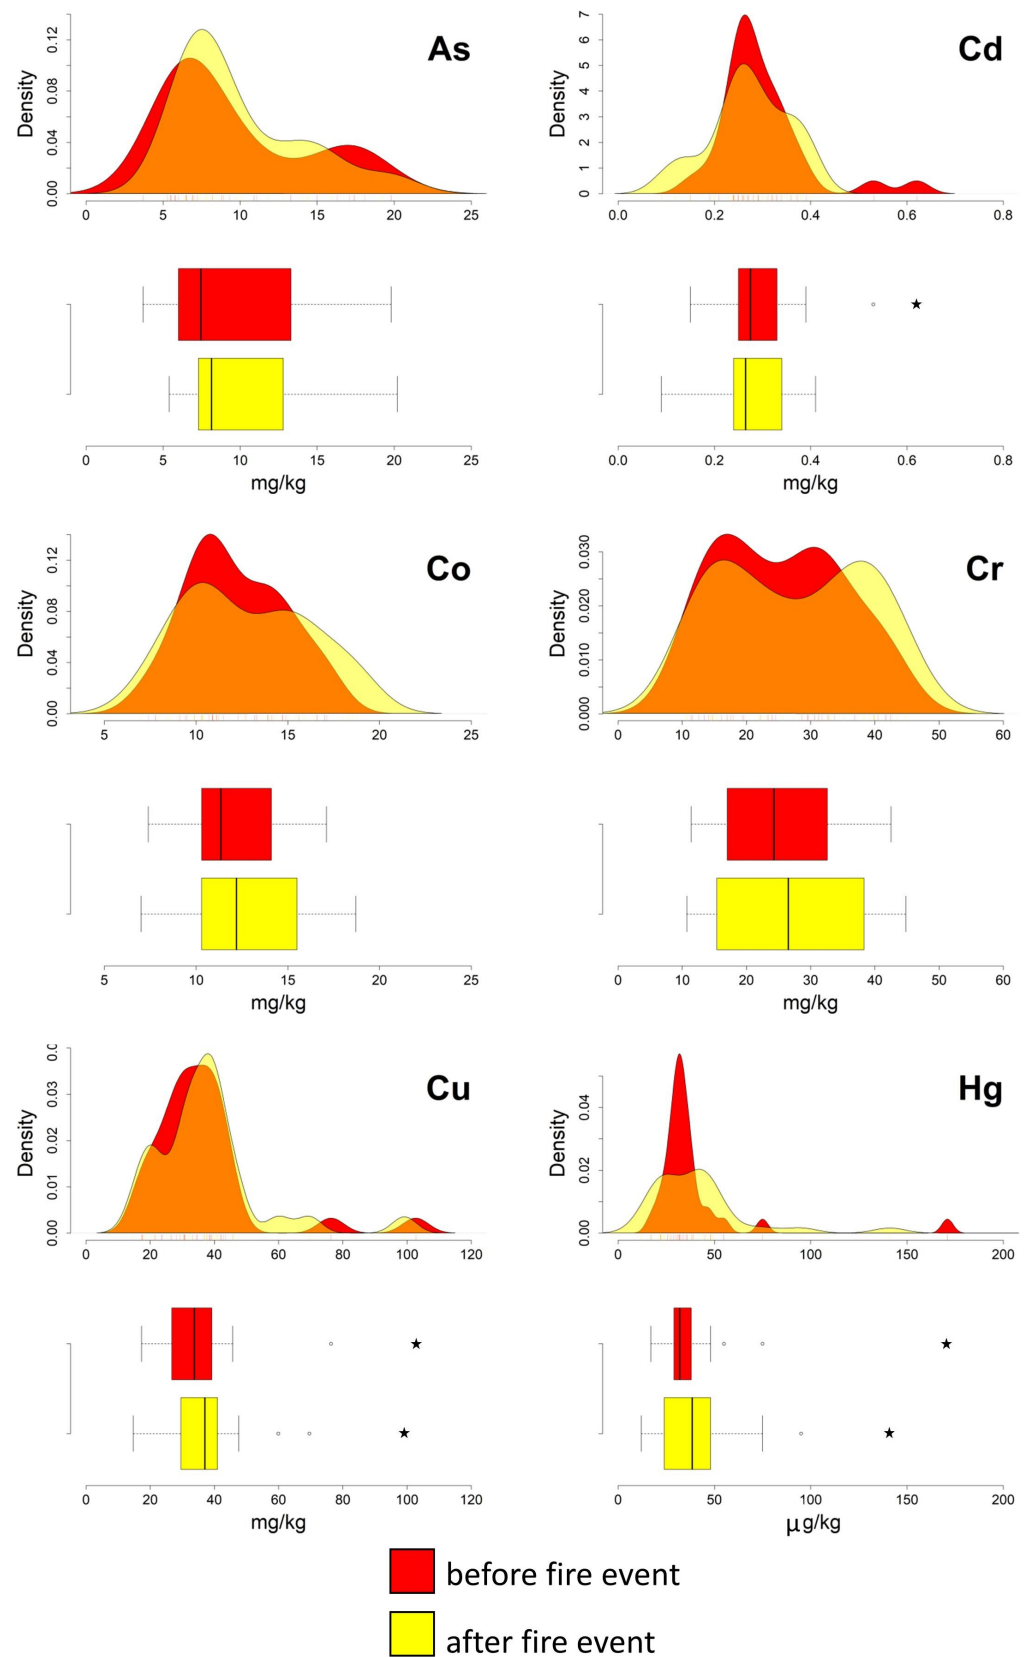 As
Density
0.00 0.04 0.08 0.12
0 5 10 15 20 25
0 5 10 15 20 25
mg/kg
Cd
Density
0 1 2 3 4 5 6 7
0.0 0.2 0.4 0.6 0.8
0.0 0.2 0.4 0.6 0.8
mg/kg
Co
Density
0.00 0.04 0.08 0.12
5 10 15 20 25
5 10 15 20 25
mg/kg
Cr
Density
0.000 0.010 0.020 0.030
0 10 20 30 40 50 60
0 10 20 30 40 50 60
mg/kg
Cu
Density
0.00 0.01 0.02 0.03
0 20 40 60 80 100 120
0 20 40 60 80 100 120
mg/kg
Hg
Density
0.00 0.02 0.04
0 50 100 150 200
0 50 100 150 200
μg/kg
before fire event
after fire event